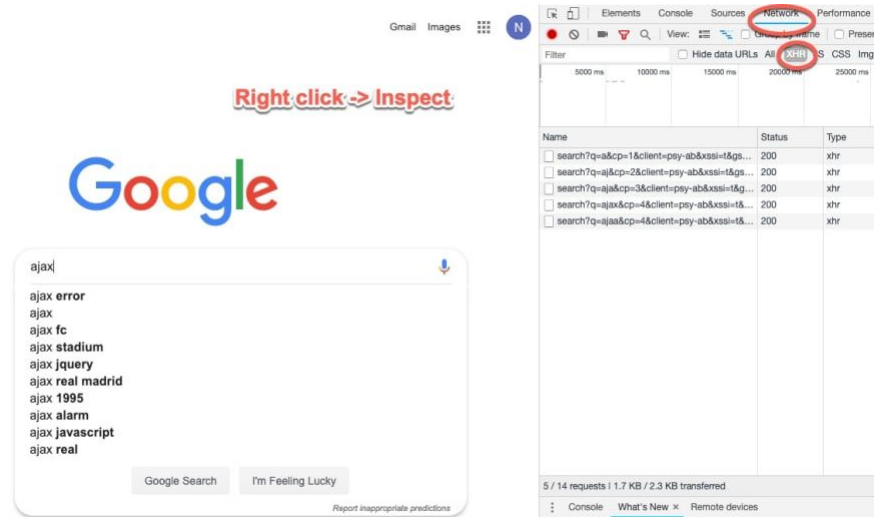 Gmail Images N
Right click -> Inspect
Google
ajax
ajax error
ajax
ajax fc
ajax stadium
ajax jquery
ajax real madrid
ajax 1995
ajax alarm
ajax javascript
ajax real
Google Search I'm Feeling Lucky
Report inappropriate predictions
Elements Console Sources Network Performance
View: Group by frame Preser
Filter Hide data URLs All XHR JS CSS Img
5000 ms 10000 ms 15000 ms 20000 ms 25000 ms
Name Status Type
search?q=a&cp=1&client=psy-ab&xssi=t&gs... 200 xhr
search?q=aj&cp=2&client=psy-ab&xssi=t&gs... 200 xhr
search?q=aja&cp=3&client=psy-ab&xssi=t&g... 200 xhr
search?q=ajax&cp=4&client=psy-ab&xssi=t&... 200 xhr
search?q=ajaa&cp=4&client=psy-ab&xssi=t&... 200 xhr
5 / 14 requests | 1.7 KB / 2.3 KB transferred
Console What's New × Remote devices